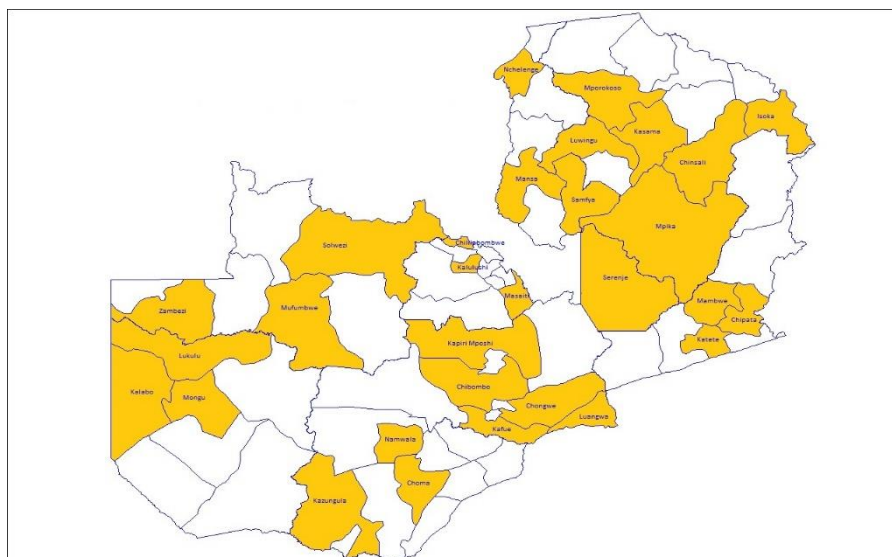 Nchelenge
Mporokoso
Isoka
Kasama
Luwingu
Chinsali
Mansa
Samfya
Mpika
Solwezi
Chililabombwe
Kalulushi
Serenje
Masaiti
Mambwe
Zambezi
Mufumbwe
Chipata
Katete
Kapiri Mposhi
Lukulu
Kalabo
Mongu
Chibombo
Chongwe
Luangwa
Kafue
Namwala
Choma
Kazungula